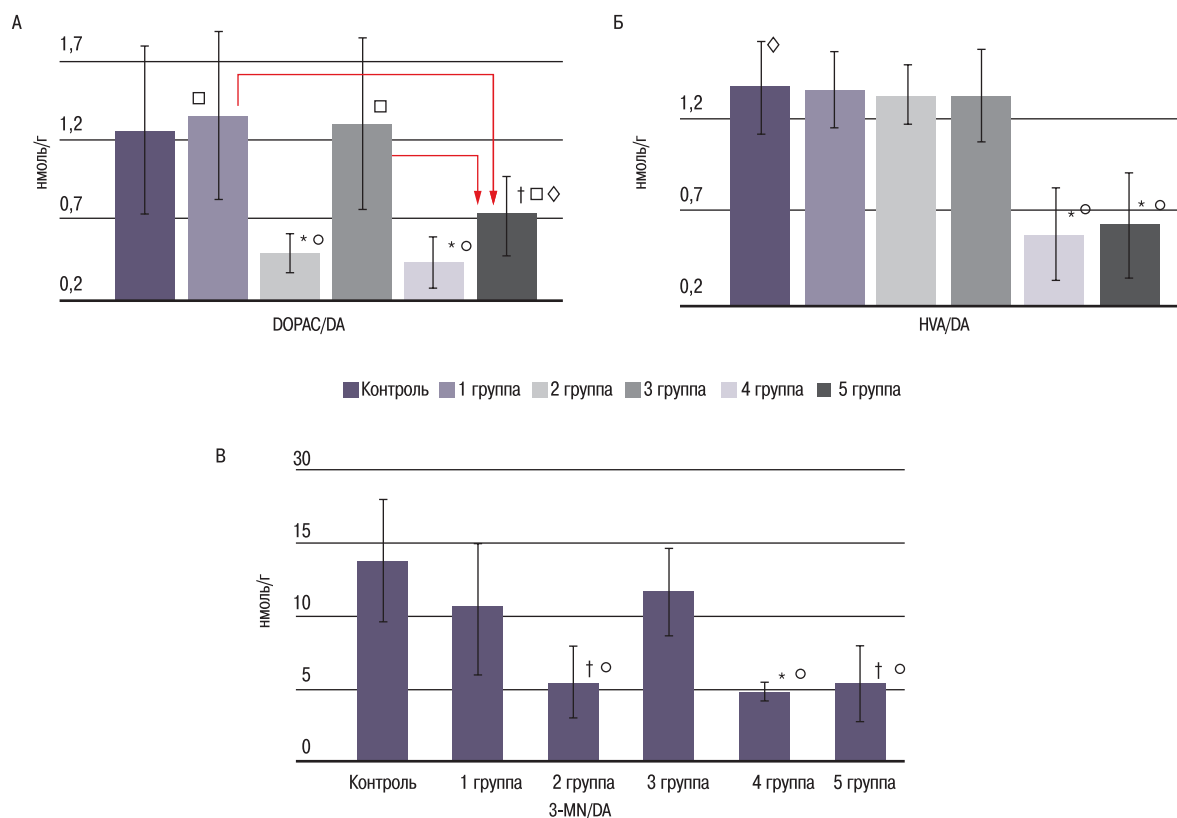 А
1,7
1,2
0,7
0,2
нмоль/г
□
□
* ○
* ○
† □ ◇
DOPAC/DA
Б
1,2
0,7
0,2
нмоль/г
◇
* ○
* ○
HVA/DA
Контроль 1 группа 2 группа 3 группа 4 группа 5 группа
В
30
15
10
5
0
нмоль/г
† ○
* ○
† ○
Контроль 1 группа 2 группа 3 группа 4 группа 5 группа
3-MN/DA